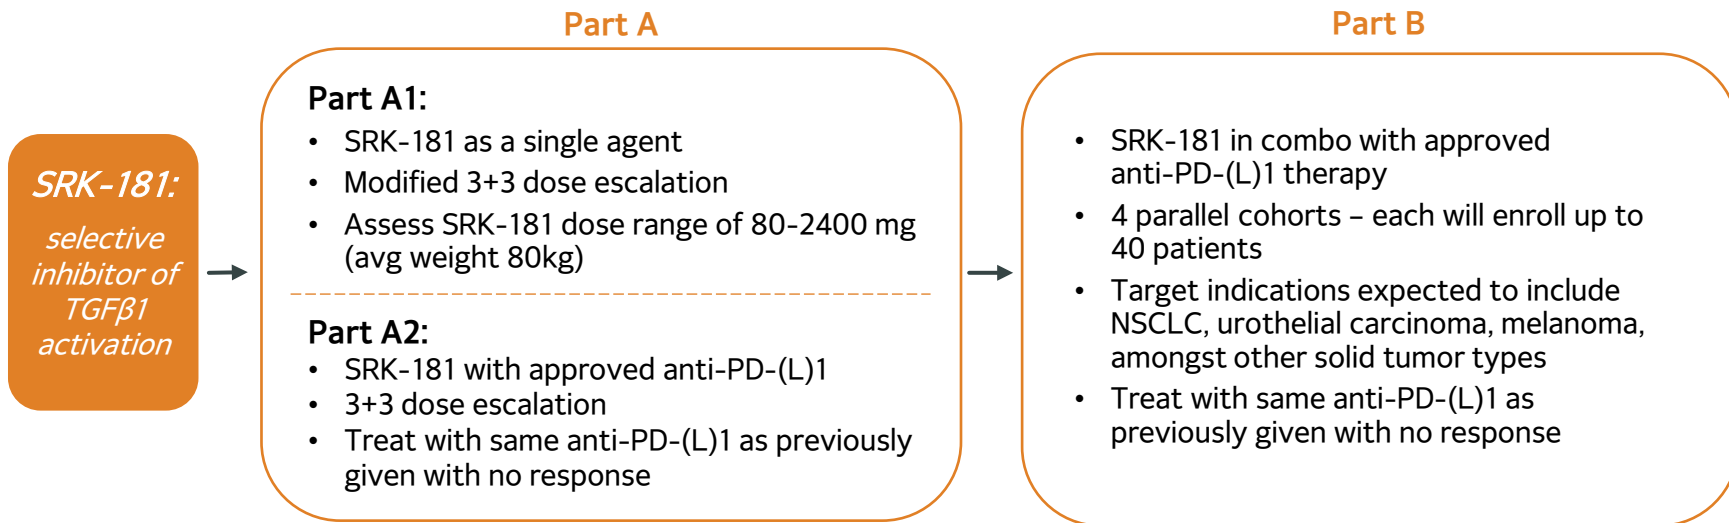 Part A
Part B
SRK-181:
selective
inhibitor of
TGFβ1
activation
Part A1:
• SRK-181 as a single agent
• Modified 3+3 dose escalation
• Assess SRK-181 dose range of 80-2400 mg
(avg weight 80kg)
Part A2:
• SRK-181 with approved anti-PD-(L)1
• 3+3 dose escalation
• Treat with same anti-PD-(L)1 as previously
given with no response
• SRK-181 in combo with approved
anti-PD-(L)1 therapy
• 4 parallel cohorts – each will enroll up to
40 patients
• Target indications expected to include
NSCLC, urothelial carcinoma, melanoma,
amongst other solid tumor types
• Treat with same anti-PD-(L)1 as
previously given with no response